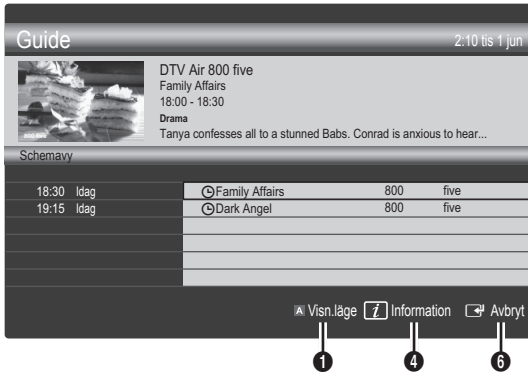 Guide 2:10 tis 1 jun
DTV Air 800 five
Family Affairs
18:00 - 18:30
Drama
Tanya confesses all to a stunned Babs. Conrad is anxious to hear...
Schemavy
18:30 Idag Family Affairs 800 five
19:15 Idag Dark Angel 800 five
A Visn.läge i Information Avbryt
1 4 6